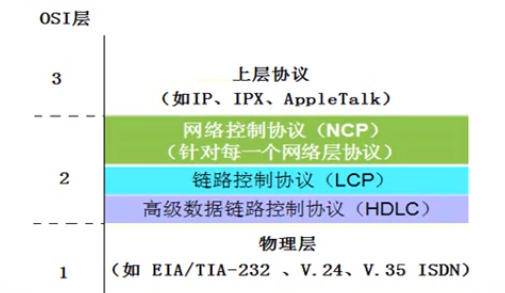 OSI层
3
上层协议
(如IP、IPX、AppleTalk)
网络控制协议（NCP）
（针对每一个网络层协议）
2
链路控制协议（LCP）
高级数据链路控制协议（HDLC）
物理层
1
(如 EIA/TIA-232 、V.24、V.35 ISDN)